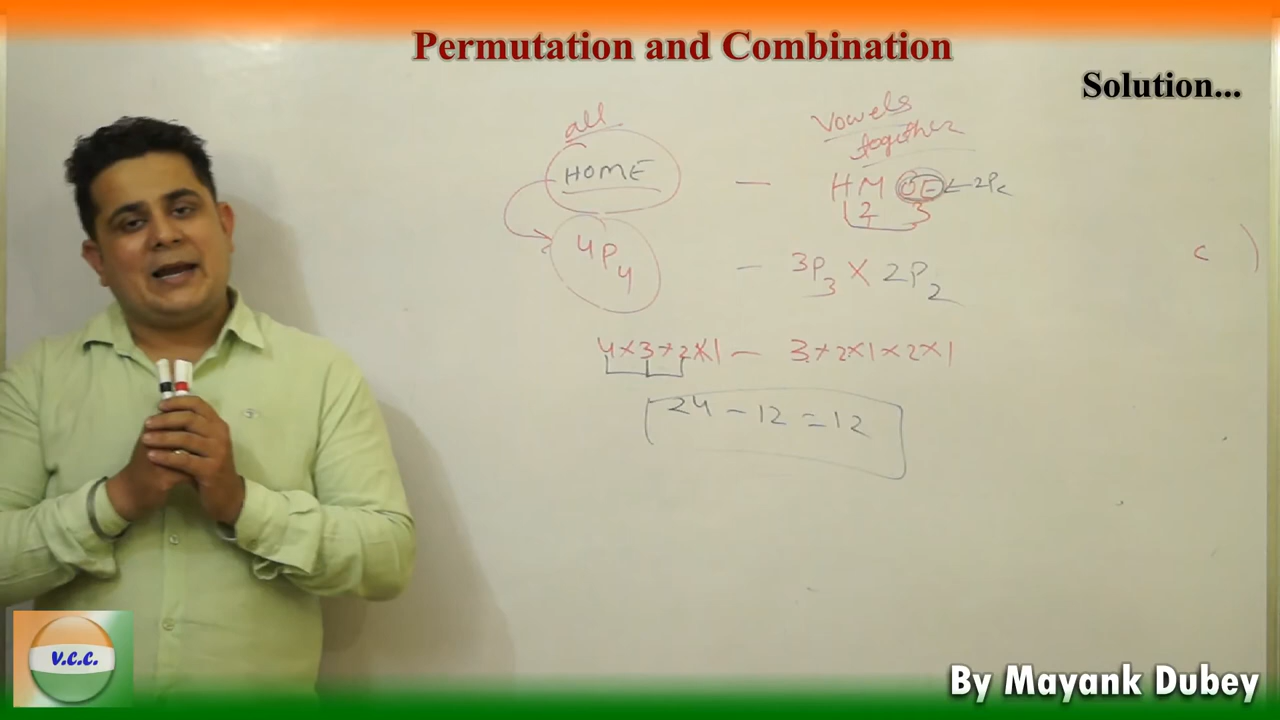 Permutation and Combination
Solution...
all
Vowels
together
HOME — HM OE ← 2P
2 3
4P4 — 3P3 × 2P2
4×3×2×1 — 3×2×1×2×1
24 - 12 = 12
V.C.C.
By Mayank Dubey